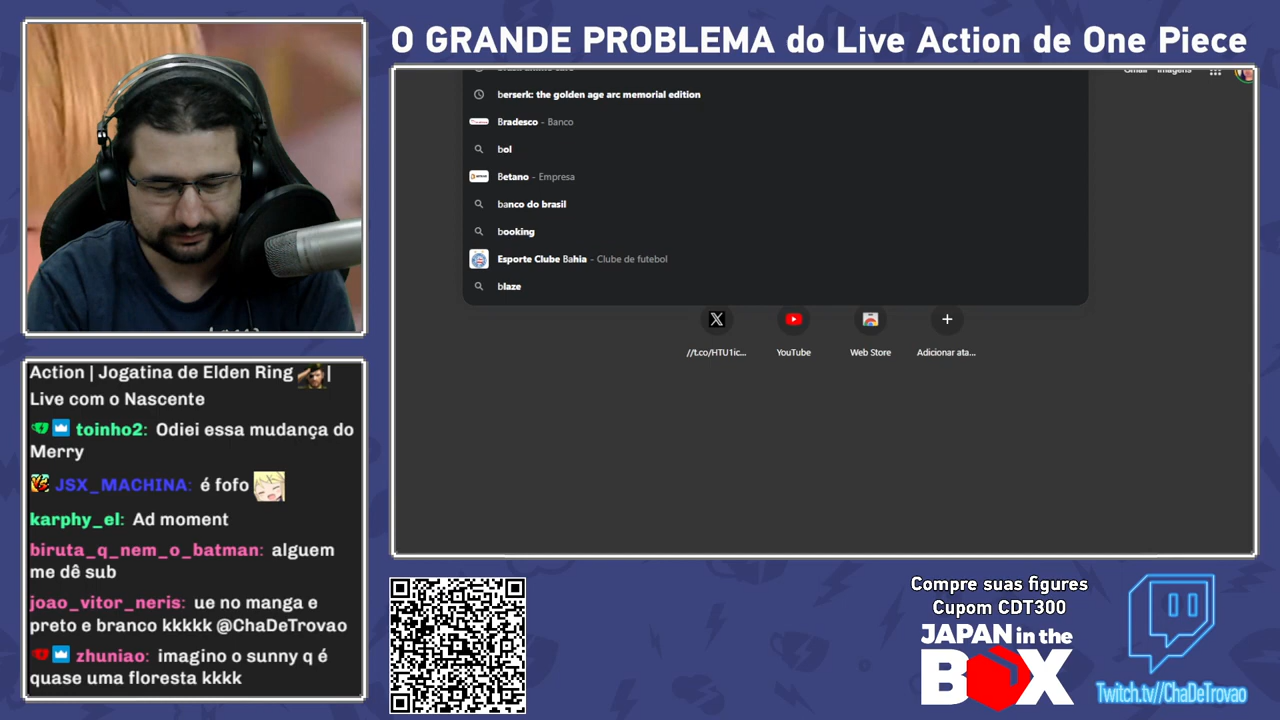 O GRANDE PROBLEMA do Live Action de One Piece
Gmail Imagens
berserk: the golden age arc memorial edition
Bradesco - Banco
bol
Betano - Empresa
banco do brasil
booking
Esporte Clube Bahia - Clube de futebol
blaze
//t.co/HTU1ic...
YouTube
Web Store
Adicionar ata...
Action | Jogatina de Elden Ring |
Live com o Nascente
toinho2: Odiei essa mudança do
Merry
JSX_MACHINA: é fofo
karphy_el: Ad moment
biruta_q_nem_o_batman: alguem
me dê sub
joao_vitor_neris: ue no manga e
preto e branco kkkkk @ChaDeTrovao
zhuniao: imagino o sunny q é
quase uma floresta kkkk
Compre suas figures
Cupom CDT300
JAPAN in the
BOX
Twitch.tv//ChaDeTrovao